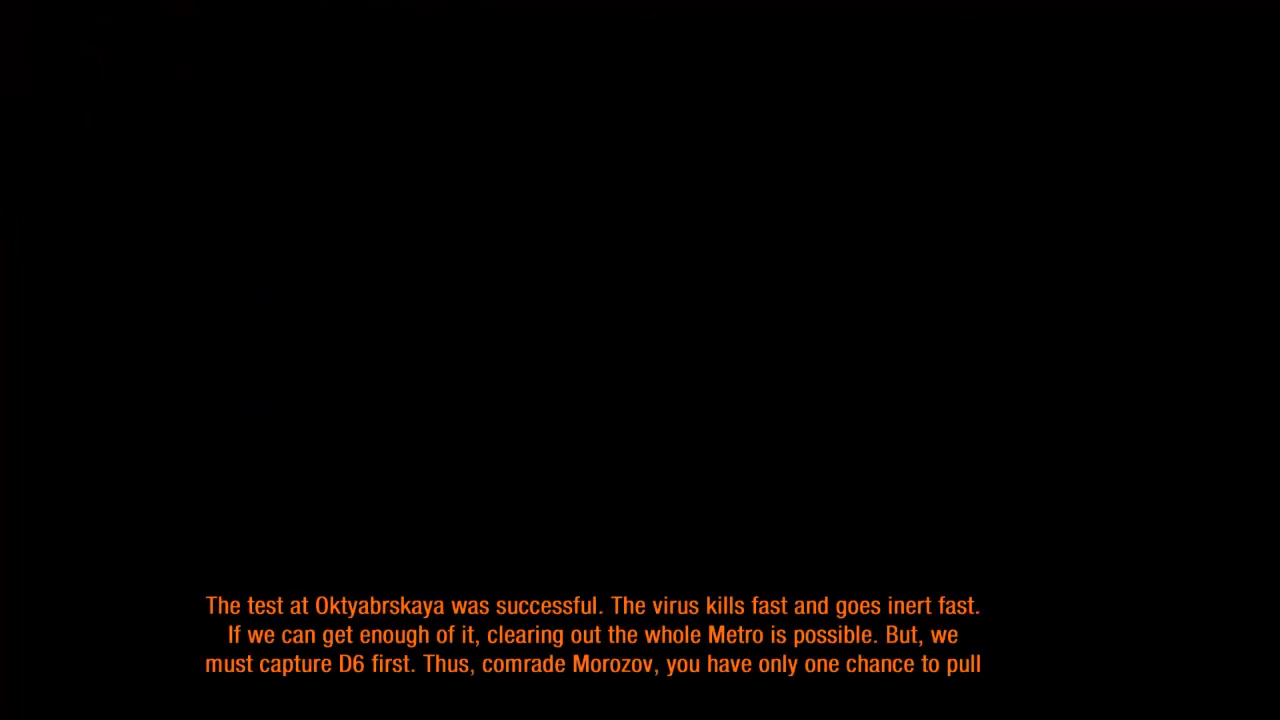 The test at Oktyabrskaya was successful. The virus kills fast and goes inert fast.
If we can get enough of it, clearing out the whole Metro is possible. But, we
must capture D6 first. Thus, comrade Morozov, you have only one chance to pull